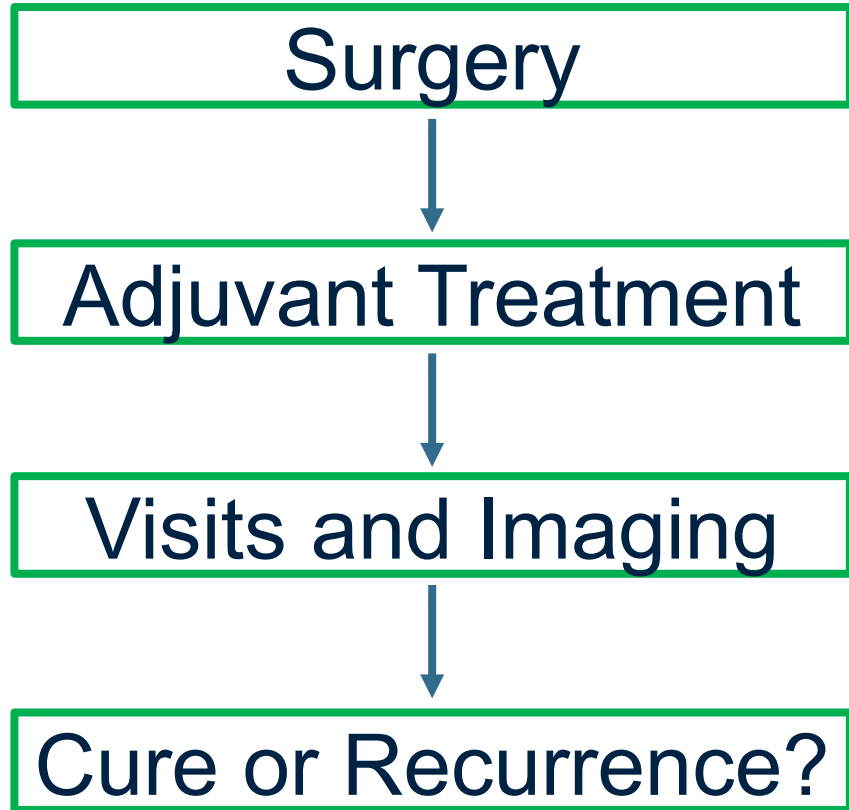 Surgery
Adjuvant Treatment
Visits and Imaging
Cure or Recurrence?